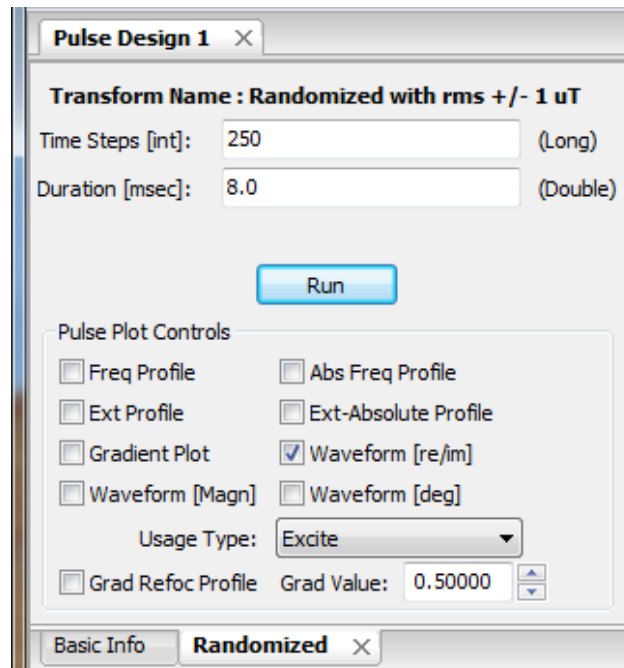 Pulse Design 1
Transform Name : Randomized with rms +/- 1 uT
Time Steps [int]: 250 (Long)
Duration [msec]: 8.0 (Double)
Run
Pulse Plot Controls
Freq Profile Abs Freq Profile
Ext Profile Ext-Absolute Profile
Gradient Plot Waveform [re/im]
Waveform [Magn] Waveform [deg]
Usage Type: Excite
Grad Refoc Profile Grad Value: 0.50000
Basic Info Randomized